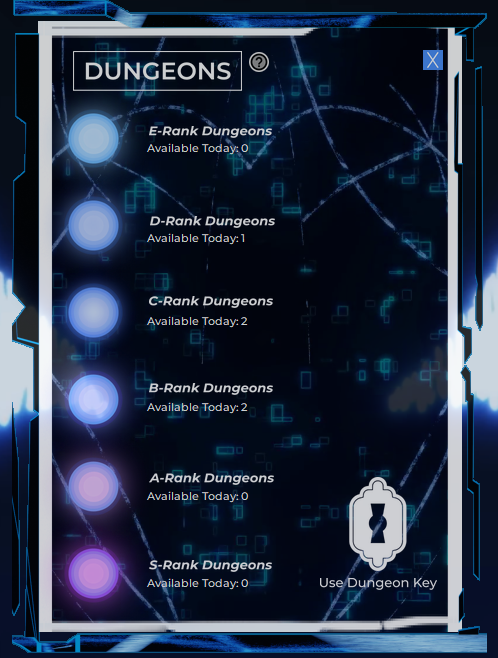 DUNGEONS ?
X
E-Rank Dungeons
Available Today: 0
D-Rank Dungeons
Available Today: 1
C-Rank Dungeons
Available Today: 2
B-Rank Dungeons
Available Today: 2
A-Rank Dungeons
Available Today: 0
S-Rank Dungeons
Available Today: 0
Use Dungeon Key